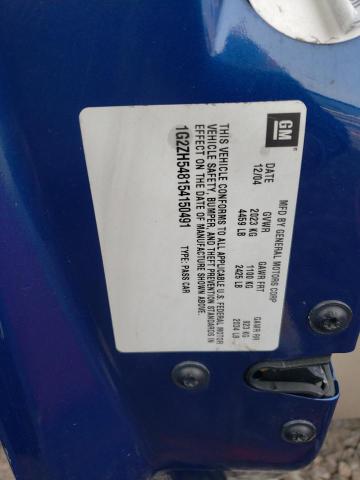 GM
MFD BY GENERAL MOTORS CORP
DATE GVWR GAWR FRT GAWR RR
12/04 2023 KG 1100 KG 923 KG
4459 LB 2425 LB 2034 LB
THIS VEHICLE CONFORMS TO ALL APPLICABLE U.S. FEDERAL MOTOR
VEHICLE SAFETY, BUMPER, AND THEFT PREVENTION STANDARDS IN
EFFECT ON THE DATE OF MANUFACTURE SHOWN ABOVE.
1G2ZH548154150491 TYPE: PASS CAR